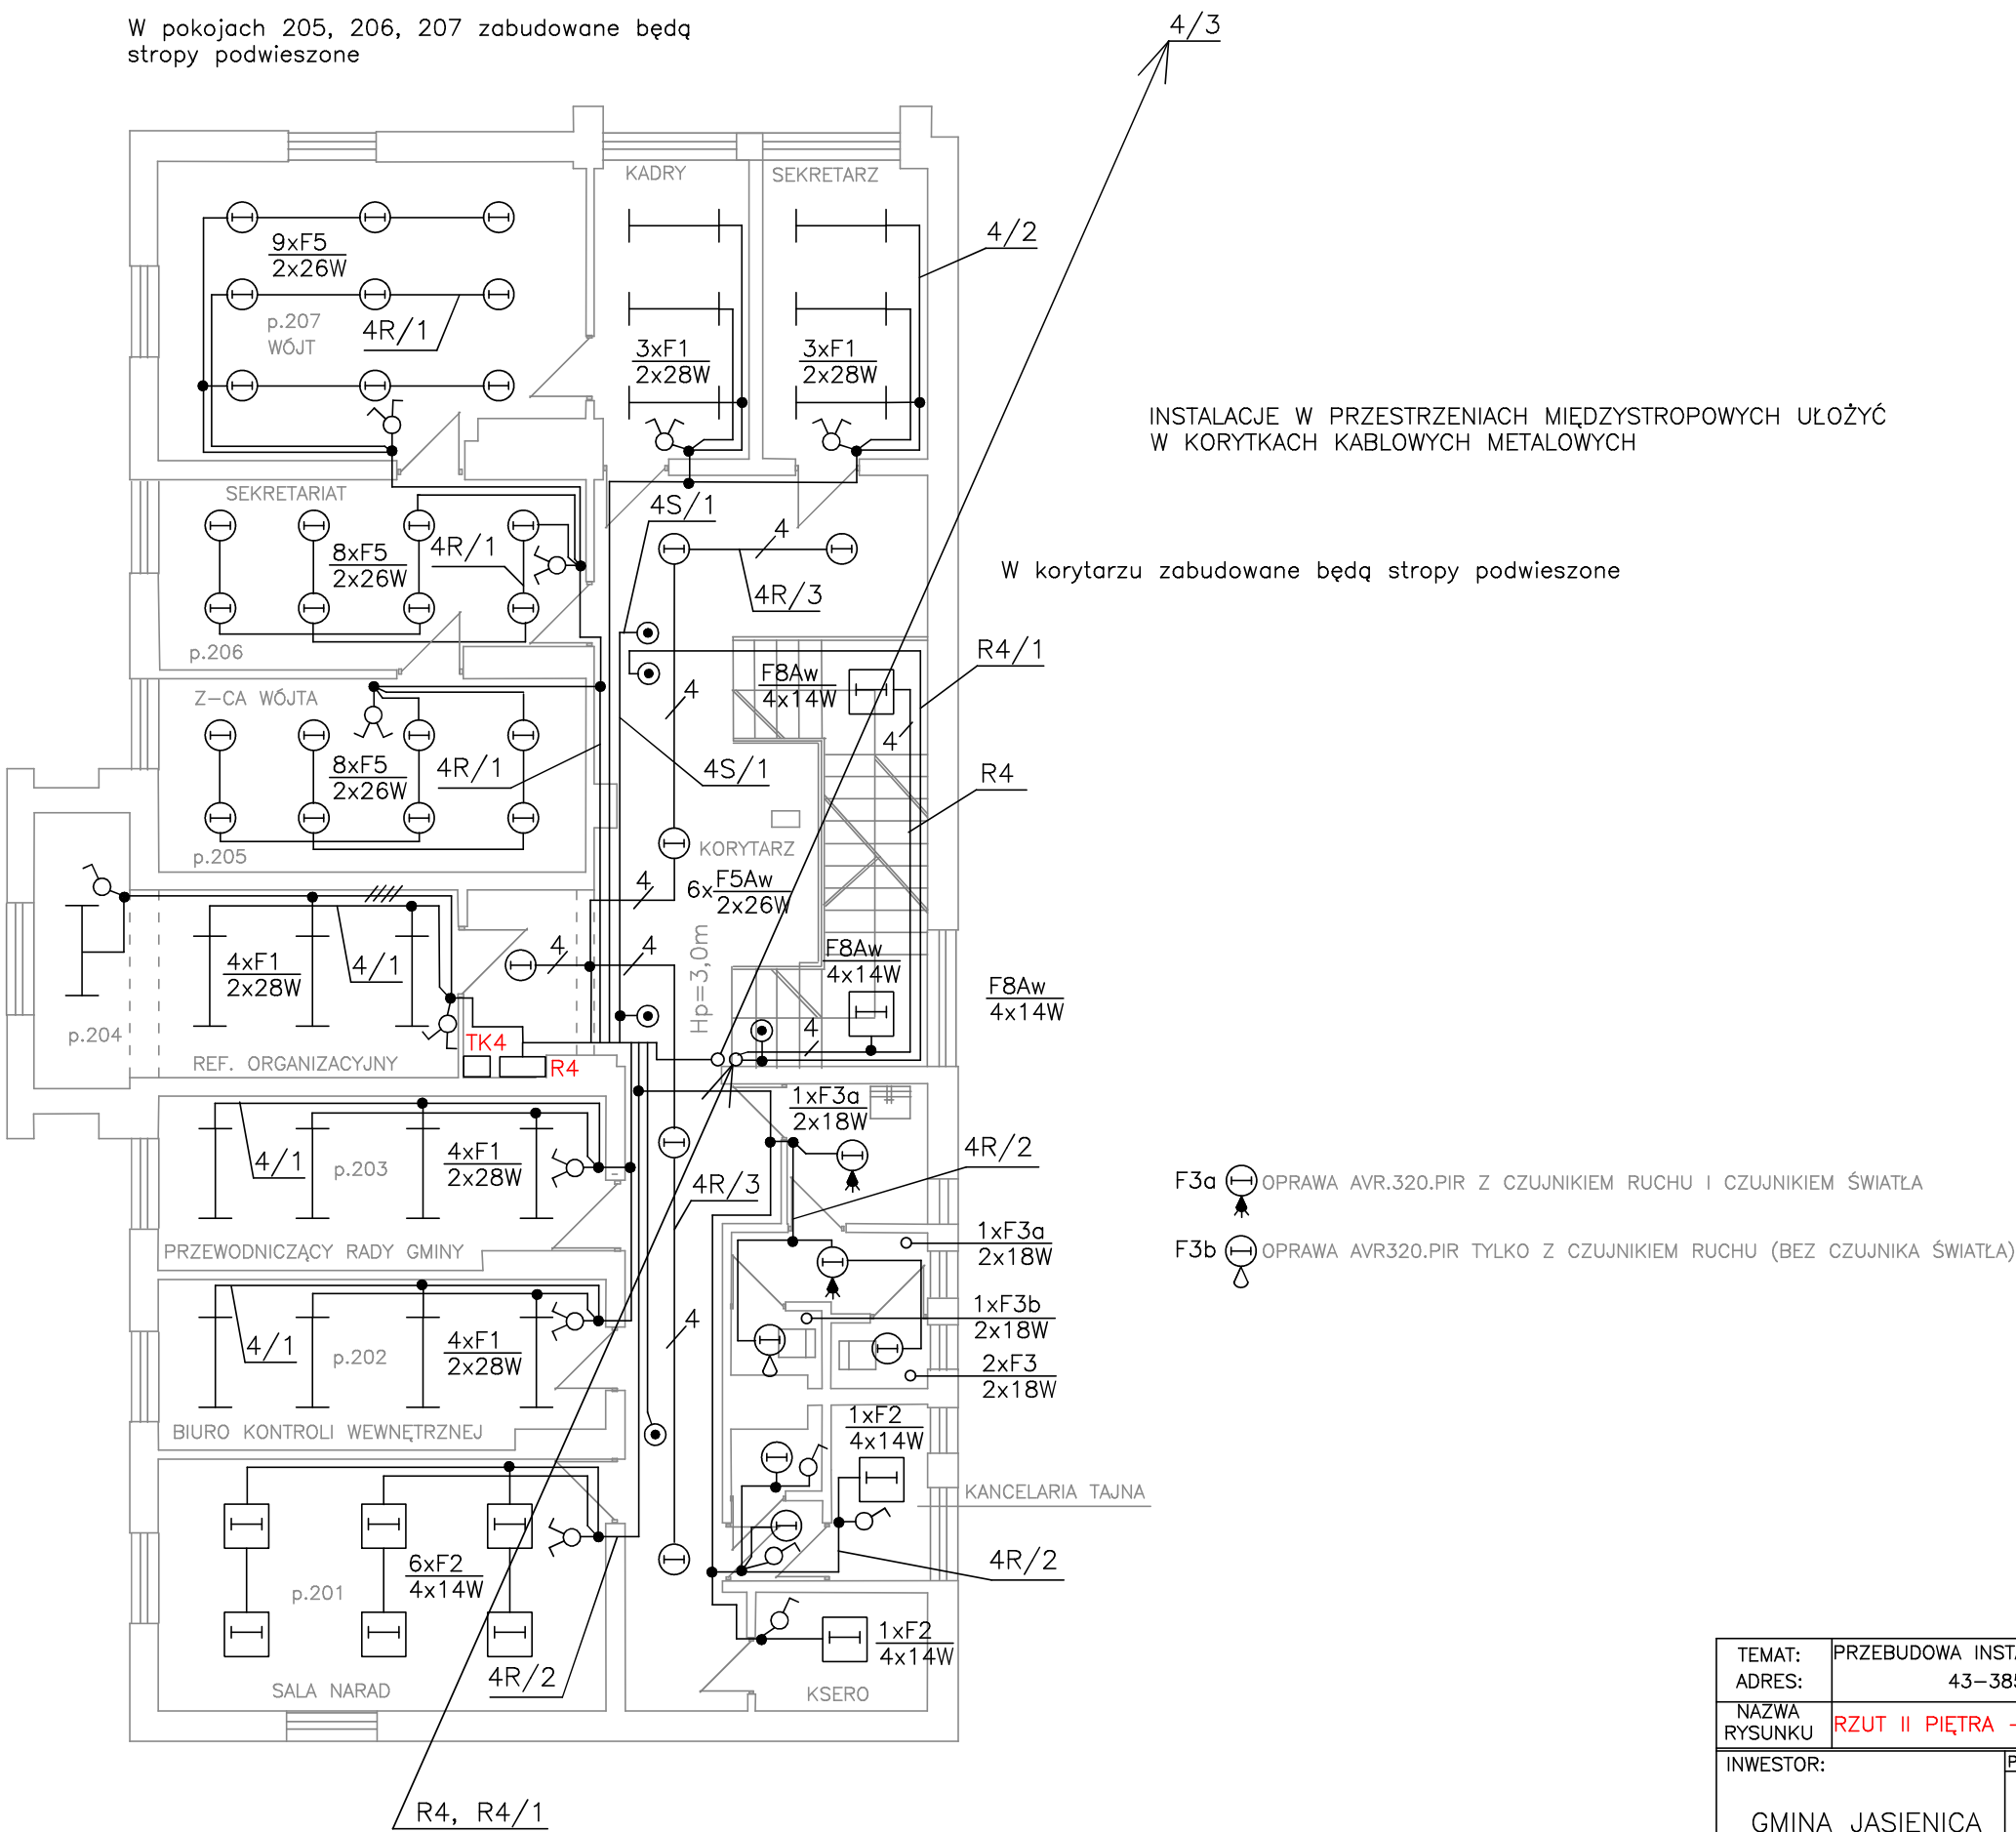 W pokojach 205, 206, 207 zabudowane będą
stropy podwieszone
4/3
KADRY
SEKRETARZ
4/2
9xF5
2x26W
p.207
WÓJT
4R/1
3xF1
2x28W
3xF1
2x28W
INSTALACJE W PRZESTRZENIACH MIĘDZYSTROPOWYCH UŁOŻYĆ
W KORYTKACH KABLOWYCH METALOWYCH
SEKRETARIAT
4S/1
4
8xF5
2x26W
4R/1
W korytarzu zabudowane będą stropy podwieszone
4R/3
p.206
R4/1
F8Aw
4x14W
Z-CA WÓJTA
4
4
8xF5
2x26W
4R/1
4S/1
R4
KORYTARZ
p.205
4
6x
F5Aw
2x26W
4
4
Hp=3,0m
F8Aw
4x14W
4xF1
2x28W
4/1
F8Aw
4x14W
p.204
4
TK4
REF. ORGANIZACYJNY
R4
1xF3a
2x18W
4R/2
4/1
p.203
4xF1
2x28W
4R/3
F3a
OPRAWA AVR.320.PIR Z CZUJNIKIEM RUCHU I CZUJNIKIEM ŚWIATŁA
1xF3a
2x18W
PRZEWODNICZĄCY RADY GMINY
F3b
OPRAWA AVR320.PIR TYLKO Z CZUJNIKIEM RUCHU (BEZ CZUJNIKA ŚWIATŁA)
4
1xF3b
2x18W
4/1
p.202
4xF1
2x28W
2xF3
2x18W
BIURO KONTROLI WEWNĘTRZNEJ
1xF2
4x14W
KANCELARIA TAJNA
6xF2
4x14W
4R/2
p.201
1xF2
4x14W
4R/2
SALA NARAD
KSERO
TEMAT:
PRZEBUDOWA
ADRES:
NAZWA
RYSUNKU
RZUT II PIĘTRA -
INWESTOR:
GMINA JASIENICA
R4, R4/1